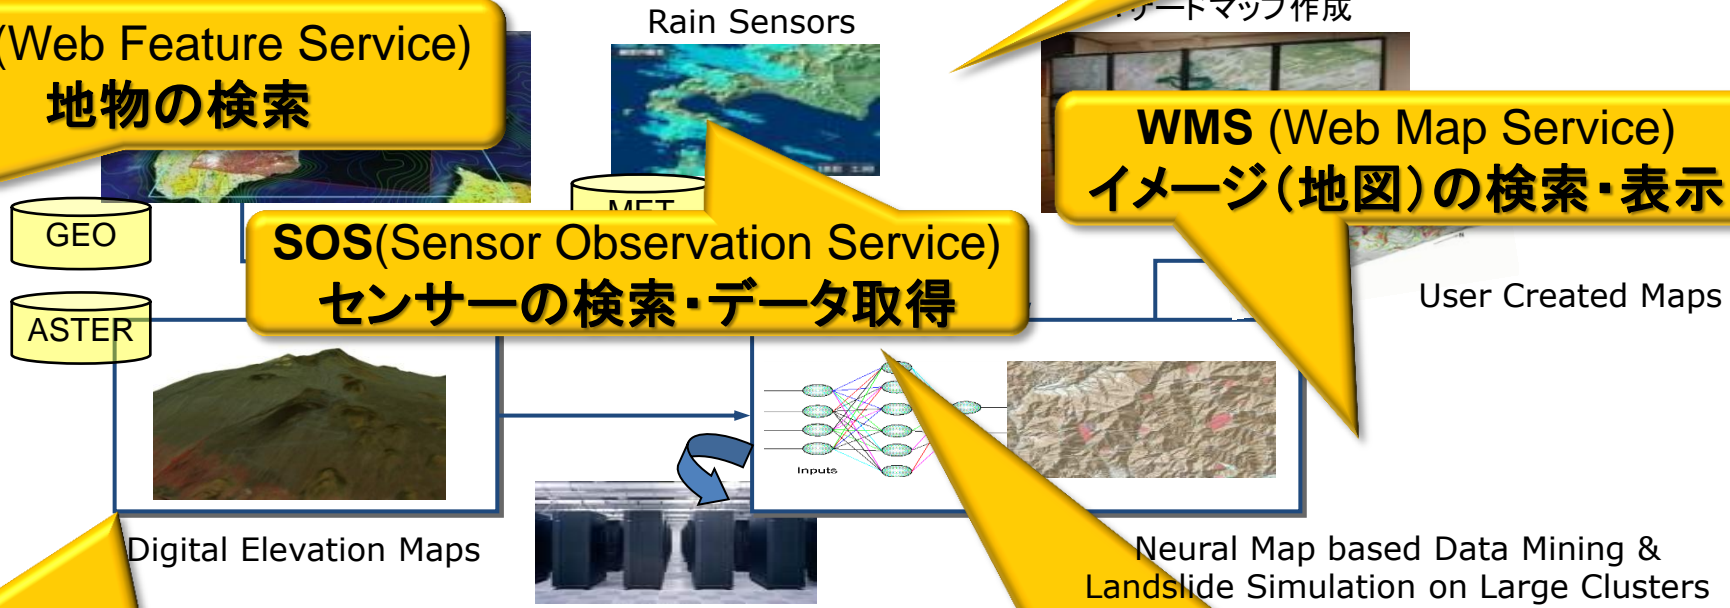 Rain Sensors
ードマップ作成
(Web Feature Service)
地物の検索
WMS (Web Map Service)
イメージ（地図）の検索・表示
GEO
MET
SOS(Sensor Observation Service)
センサーの検索・データ取得
User Created Maps
ASTER
Inputs
Digital Elevation Maps
Neural Map based Data Mining &
Landslide Simulation on Large Clusters